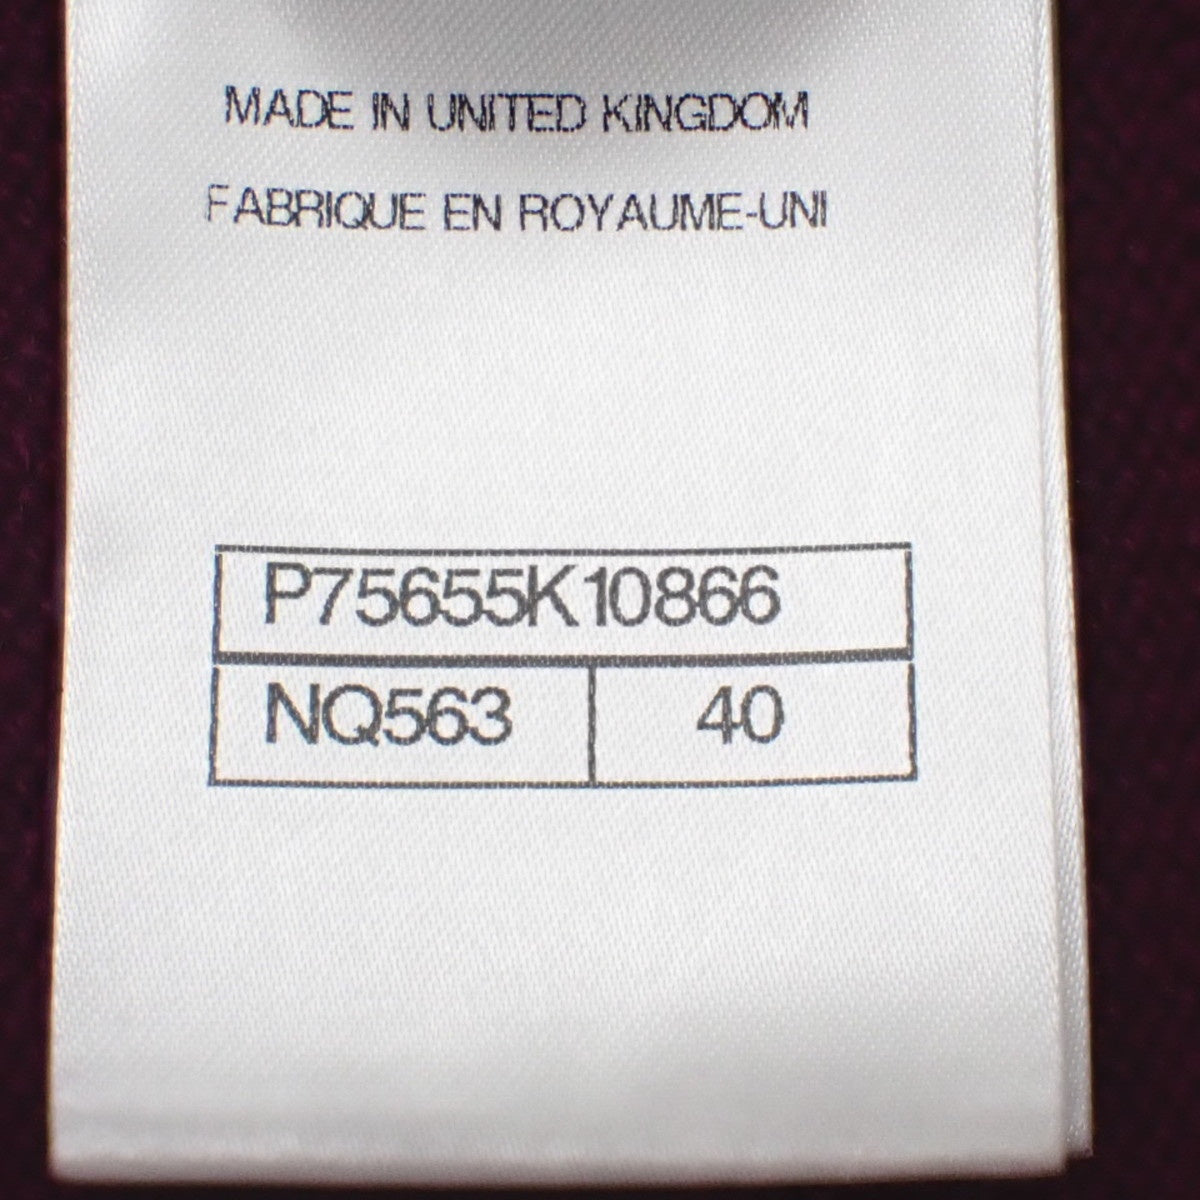 MADE IN UNITED KINGDOM
FABRIQUE EN ROYAUME-UNI
P75655K10866
NQ563 40